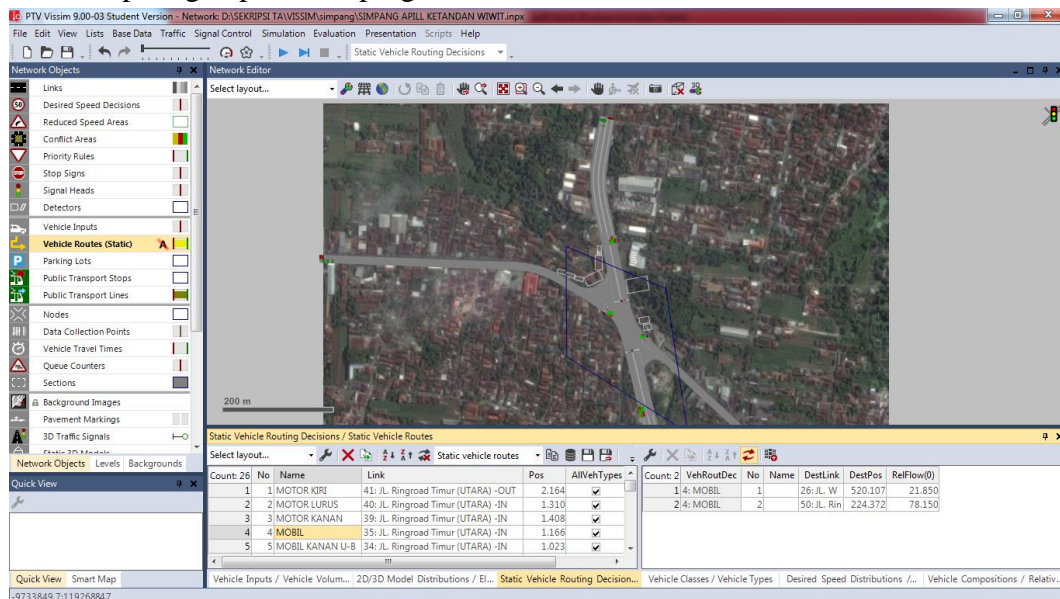 PTV Vissim 9.00-03 Student Version - Network: D:\SEKRIPSI TA\VISSIM\simpang\SIMPANG APILL KETANDAN WIWIT.inpx
File Edit View Lists Base Data Traffic Signal Control Simulation Evaluation Presentation Scripts Help
Static Vehicle Routing Decisions
Network Objects
Network Editor
Select layout...
Links
Desired Speed Decisions
Reduced Speed Areas
Conflict Areas
Priority Rules
Stop Signs
Signal Heads
Detectors
Vehicle Inputs
Vehicle Routes (Static)
Parking Lots
Public Transport Stops
Public Transport Lines
Nodes
Data Collection Points
Vehicle Travel Times
Queue Counters
Sections
Background Images
Pavement Markings
3D Traffic Signals
Static 3D Models
Network Objects Levels Backgrounds
Quick View
Quick View Smart Map
200 m
Static Vehicle Routing Decisions / Static Vehicle Routes
Select layout... Static vehicle routes
Count: 26 No Name Link Pos AllVehTypes
1 1 MOTOR KIRI 41: JL. Ringroad Timur (UTARA) -OUT 2.164
2 2 MOTOR LURUS 40: JL. Ringroad Timur (UTARA) -IN 1.310
3 3 MOTOR KANAN 39: JL. Ringroad Timur (UTARA) -IN 1.408
4 4 MOBIL 35: JL. Ringroad Timur (UTARA) -IN 1.166
5 5 MOBIL KANAN U-B 34: JL. Ringroad Timur (UTARA) -IN 1.023
Count: 2 VehRoutDec No Name DestLink DestPos RelFlow(0)
1 4: MOBIL 1 26: JL. W 520.107 21.850
2 4: MOBIL 2 50: JL. Rin 224.372 78.150
Vehicle Inputs / Vehicle Volum... 2D/3D Model Distributions / El... Static Vehicle Routing Decision... Vehicle Classes / Vehicle Types Desired Speed Distributions /... Vehicle Compositions / Relativ...
-9733849.7:119268847